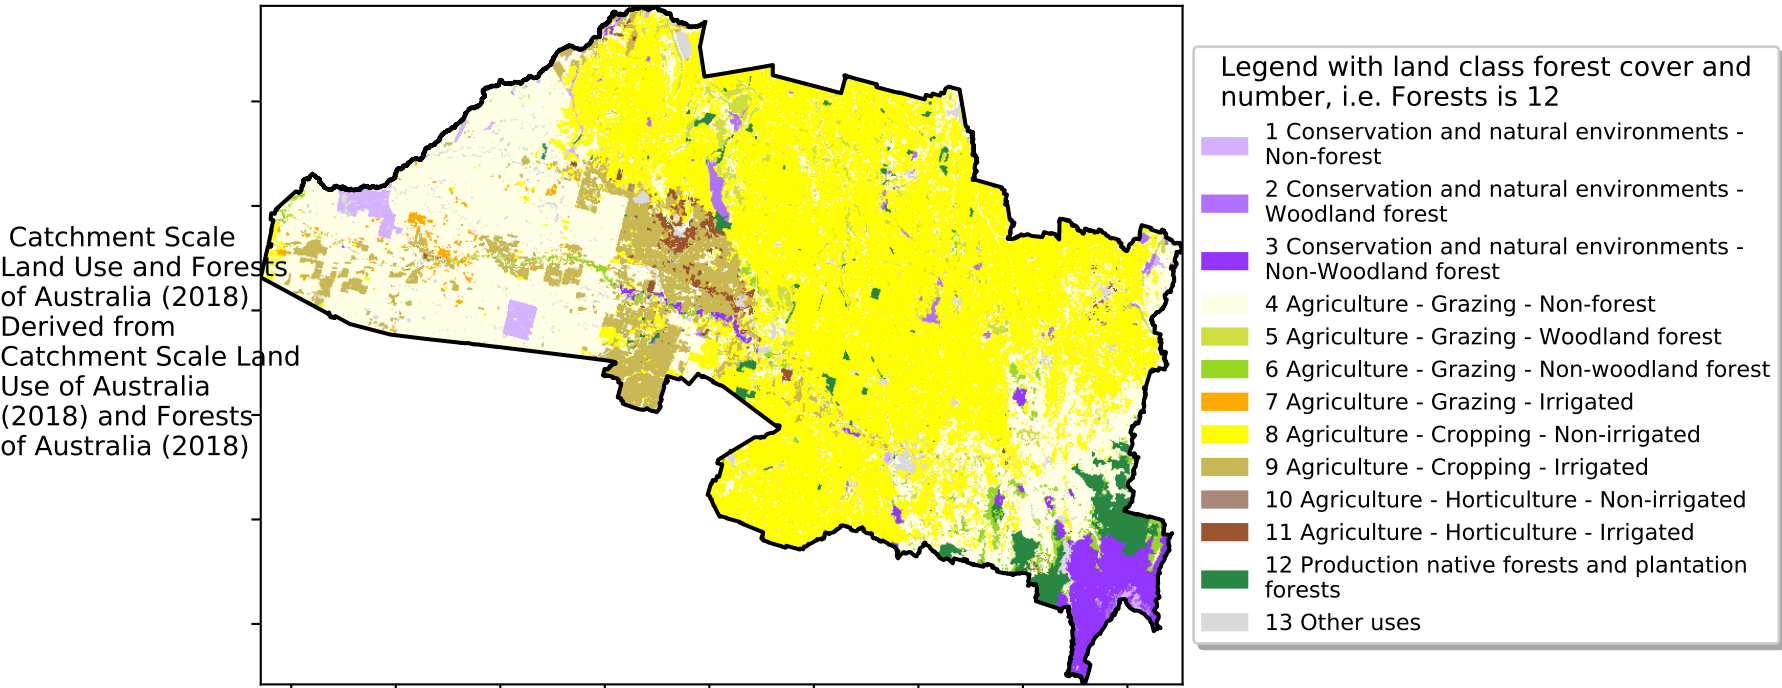 Catchment Scale
Land Use and Forests
of Australia (2018)
Derived from
Catchment Scale Land
Use of Australia
(2018) and Forests
of Australia (2018)
Legend with land class forest cover and
number, i.e. Forests is 12
1 Conservation and natural environments -
Non-forest
2 Conservation and natural environments -
Woodland forest
3 Conservation and natural environments -
Non-Woodland forest
4 Agriculture - Grazing - Non-forest
5 Agriculture - Grazing - Woodland forest
6 Agriculture - Grazing - Non-woodland forest
7 Agriculture - Grazing - Irrigated
8 Agriculture - Cropping - Non-irrigated
9 Agriculture - Cropping - Irrigated
10 Agriculture - Horticulture - Non-irrigated
11 Agriculture - Horticulture - Irrigated
12 Production native forests and plantation
forests
13 Other uses